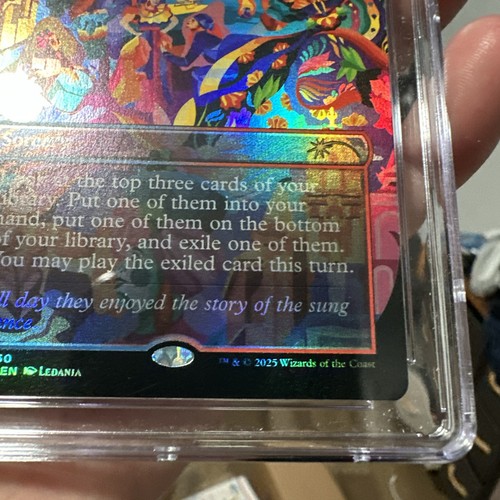 Sorcery
at the top three cards of your
library. Put one of them into your
hand, put one of them on the bottom
of your library, and exile one of them.
You may play the exiled card this turn.
ll day they enjoyed the story of the sung
EN LEDANIA
™ & © 2025 Wizards of the Coast